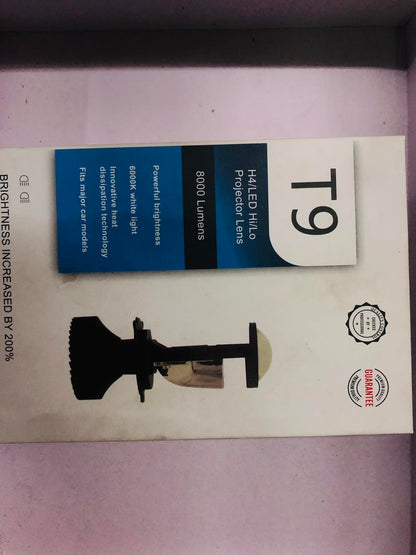 T9
H4/LED Hi/Lo
Projector Lens
8000 Lumens
Powerful brightness
6000K white light
Innovative heat
dissipation technology
Fits major car models
BRIGHTNESS INCREASED BY 200%
GUARANTEE